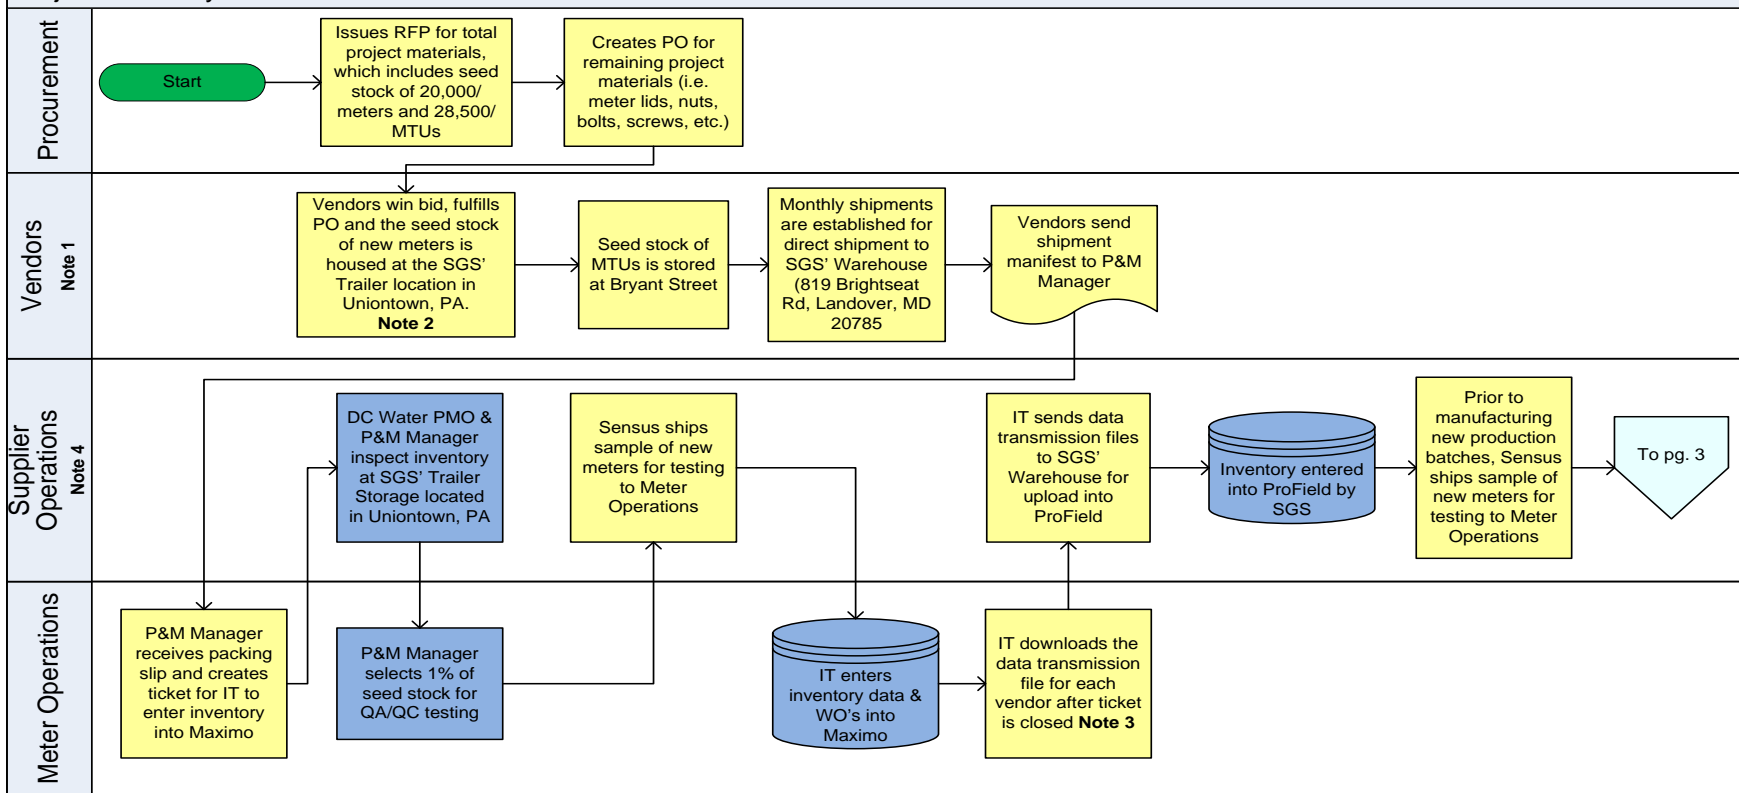 Procurement
Start
Issues RFP for total
project materials,
which includes seed
stock of 20,000/
meters and 28,500/
MTUs
Creates PO for
remaining project
materials (i.e.
meter lids, nuts,
bolts, screws, etc.)
Vendors
Note 1
Vendors win bid, fulfills
PO and the seed stock
of new meters is
housed at the SGS'
Trailer location in
Uniontown, PA.
Note 2
Seed stock of
MTUs is stored
at Bryant Street
Monthly shipments
are established for
direct shipment to
SGS' Warehouse
(819 Brightseat
Rd, Landover, MD
20785
Vendors send
shipment
manifest to P&M
Manager
Supplier
Operations
Note 4
DC Water PMO &
P&M Manager
inspect inventory
at SGS' Trailer
Storage located
in Uniontown, PA
Sensus ships
sample of new
meters for testing
to Meter
Operations
IT sends data
transmission files
to SGS'
Warehouse for
upload into
ProField
Inventory entered
into ProField by
SGS
Prior to
manufacturing
new production
batches, Sensus
ships sample of
new meters for
testing to Meter
Operations
To pg. 3
Meter Operations
P&M Manager
receives packing
slip and creates
ticket for IT to
enter inventory
into Maximo
P&M Manager
selects 1% of
seed stock for
QA/QC testing
IT enters
inventory data &
WO's into
Maximo
IT downloads the
data transmission
file for each
vendor after ticket
is closed Note 3